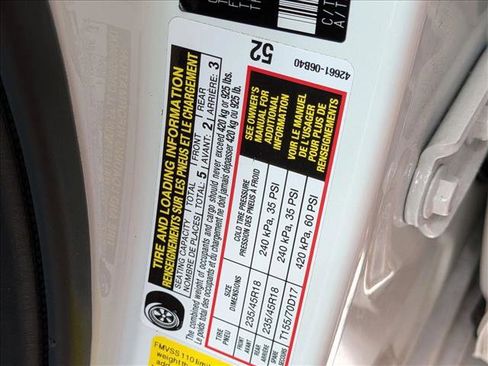 TIRE AND LOADING INFORMATION
RENSEIGNEMENTS SUR LES PNEUS ET LE CHARGEMENT
SEATING CAPACITY | TOTAL | FRONT | REAR
NOMBRE DE PLACES | TOTAL: 5 | AVANT: 2 | ARRIÈRE: 3
The combined weight of occupants and cargo should never exceed 420 kg or 925 lbs.
Le poids total des occupants et du chargement ne doit jamais dépasser 420 kg ou 925 lb.
TIRE SIZE COLD TIRE PRESSURE
PNEU DIMENSIONS PRESSION DES PNEUS À FROID
FRONT AVANT 235/45R18 240 kPa, 35 PSI
REAR ARRIÈRE 235/45R18 240 kPa, 35 PSI
SPARE SECOURS T155/70D17 420 kPa, 60 PSI
SEE OWNER'S
MANUAL FOR
ADDITIONAL
INFORMATION
VOIR LE MANUEL
DE L'USAGER
POUR PLUS DE
RENSEIGNEMENTS
52
42661-06B40
FMVSS 110